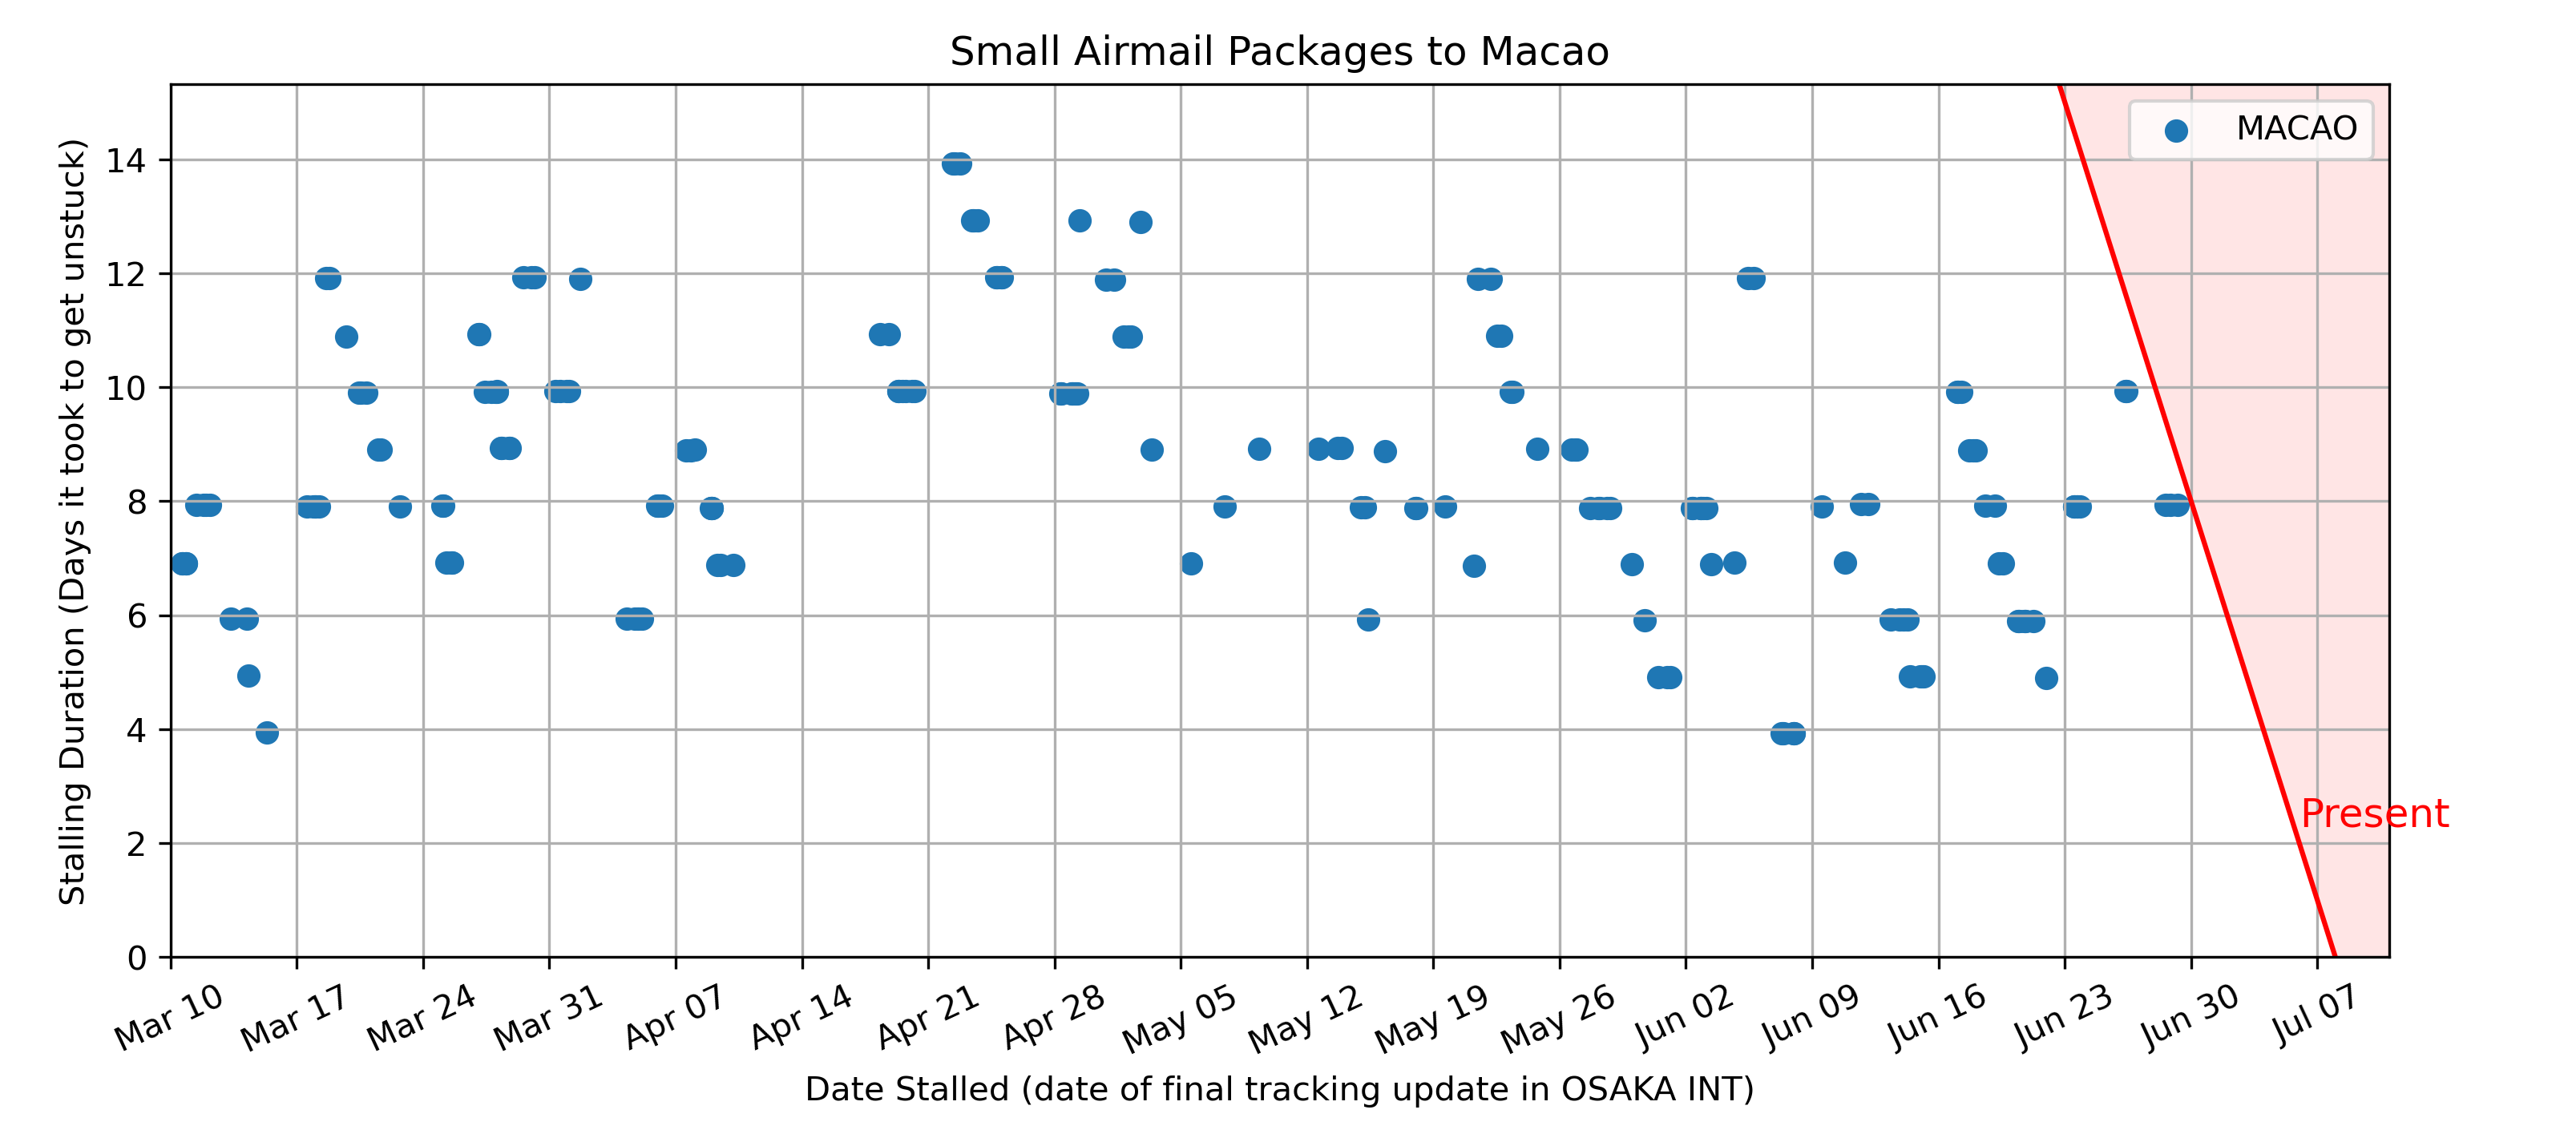 Small Airmail Packages to Macao
Stalling Duration (Days it took to get unstuck)
14
12
10
8
6
4
2
0
MACAO
Present
Mar 10
Mar 17
Mar 24
Mar 31
Apr 07
Apr 14
Apr 21
Apr 28
May 05
May 12
May 19
May 26
Jun 02
Jun 09
Jun 16
Jun 23
Jun 30
Jul 07
Date Stalled (date of final tracking update in OSAKA INT)